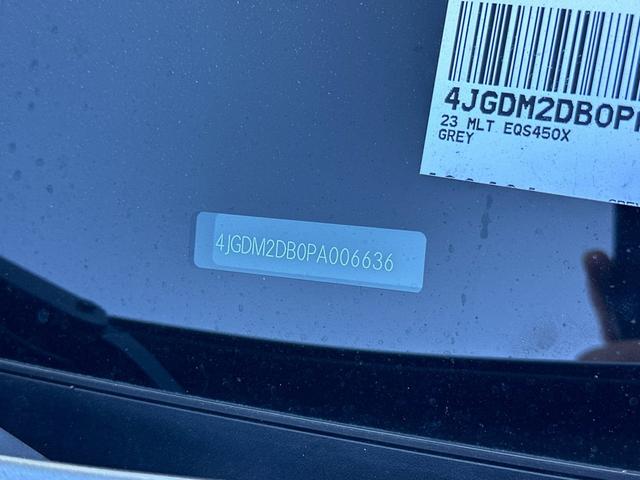 4JGDM2DB0P
23 MLT EQS450X
GREY
4JGDM2DB0PA006636